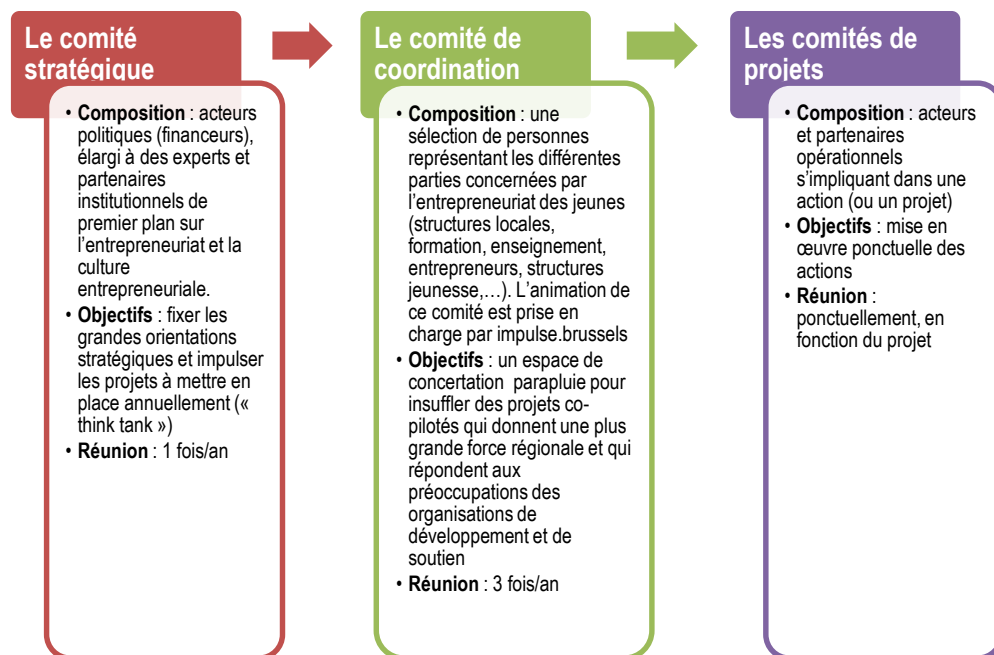 Le comité
stratégique
• Composition : acteurs
politiques (financeurs),
élargi à des experts et
partenaires
institutionnels de
premier plan sur
l'entrepreneuriat et la
culture
entrepreneuriale.
• Objectifs : fixer les
grandes orientations
stratégiques et impulser
les projets à mettre en
place annuellement («
think tank »)
• Réunion : 1 fois/an
Le comité de
coordination
• Composition : une
sélection de personnes
représentant les différentes
parties concernées par
l'entrepreneuriat des jeunes
(structures locales,
formation, enseignement,
entrepreneurs, structures
jeunesse,…). L'animation de
ce comité est prise en
charge par impulse.brussels
• Objectifs : un espace de
concertation parapluie pour
insuffler des projets co-
pilotés qui donnent une plus
grande force régionale et qui
répondent aux
préoccupations des
organisations de
développement et de
soutien
• Réunion : 3 fois/an
Les comités de
projets
• Composition : acteurs
et partenaires
opérationnels
s'impliquant dans une
action (ou un projet)
• Objectifs : mise en
œuvre ponctuelle des
actions
• Réunion :
ponctuellement, en
fonction du projet